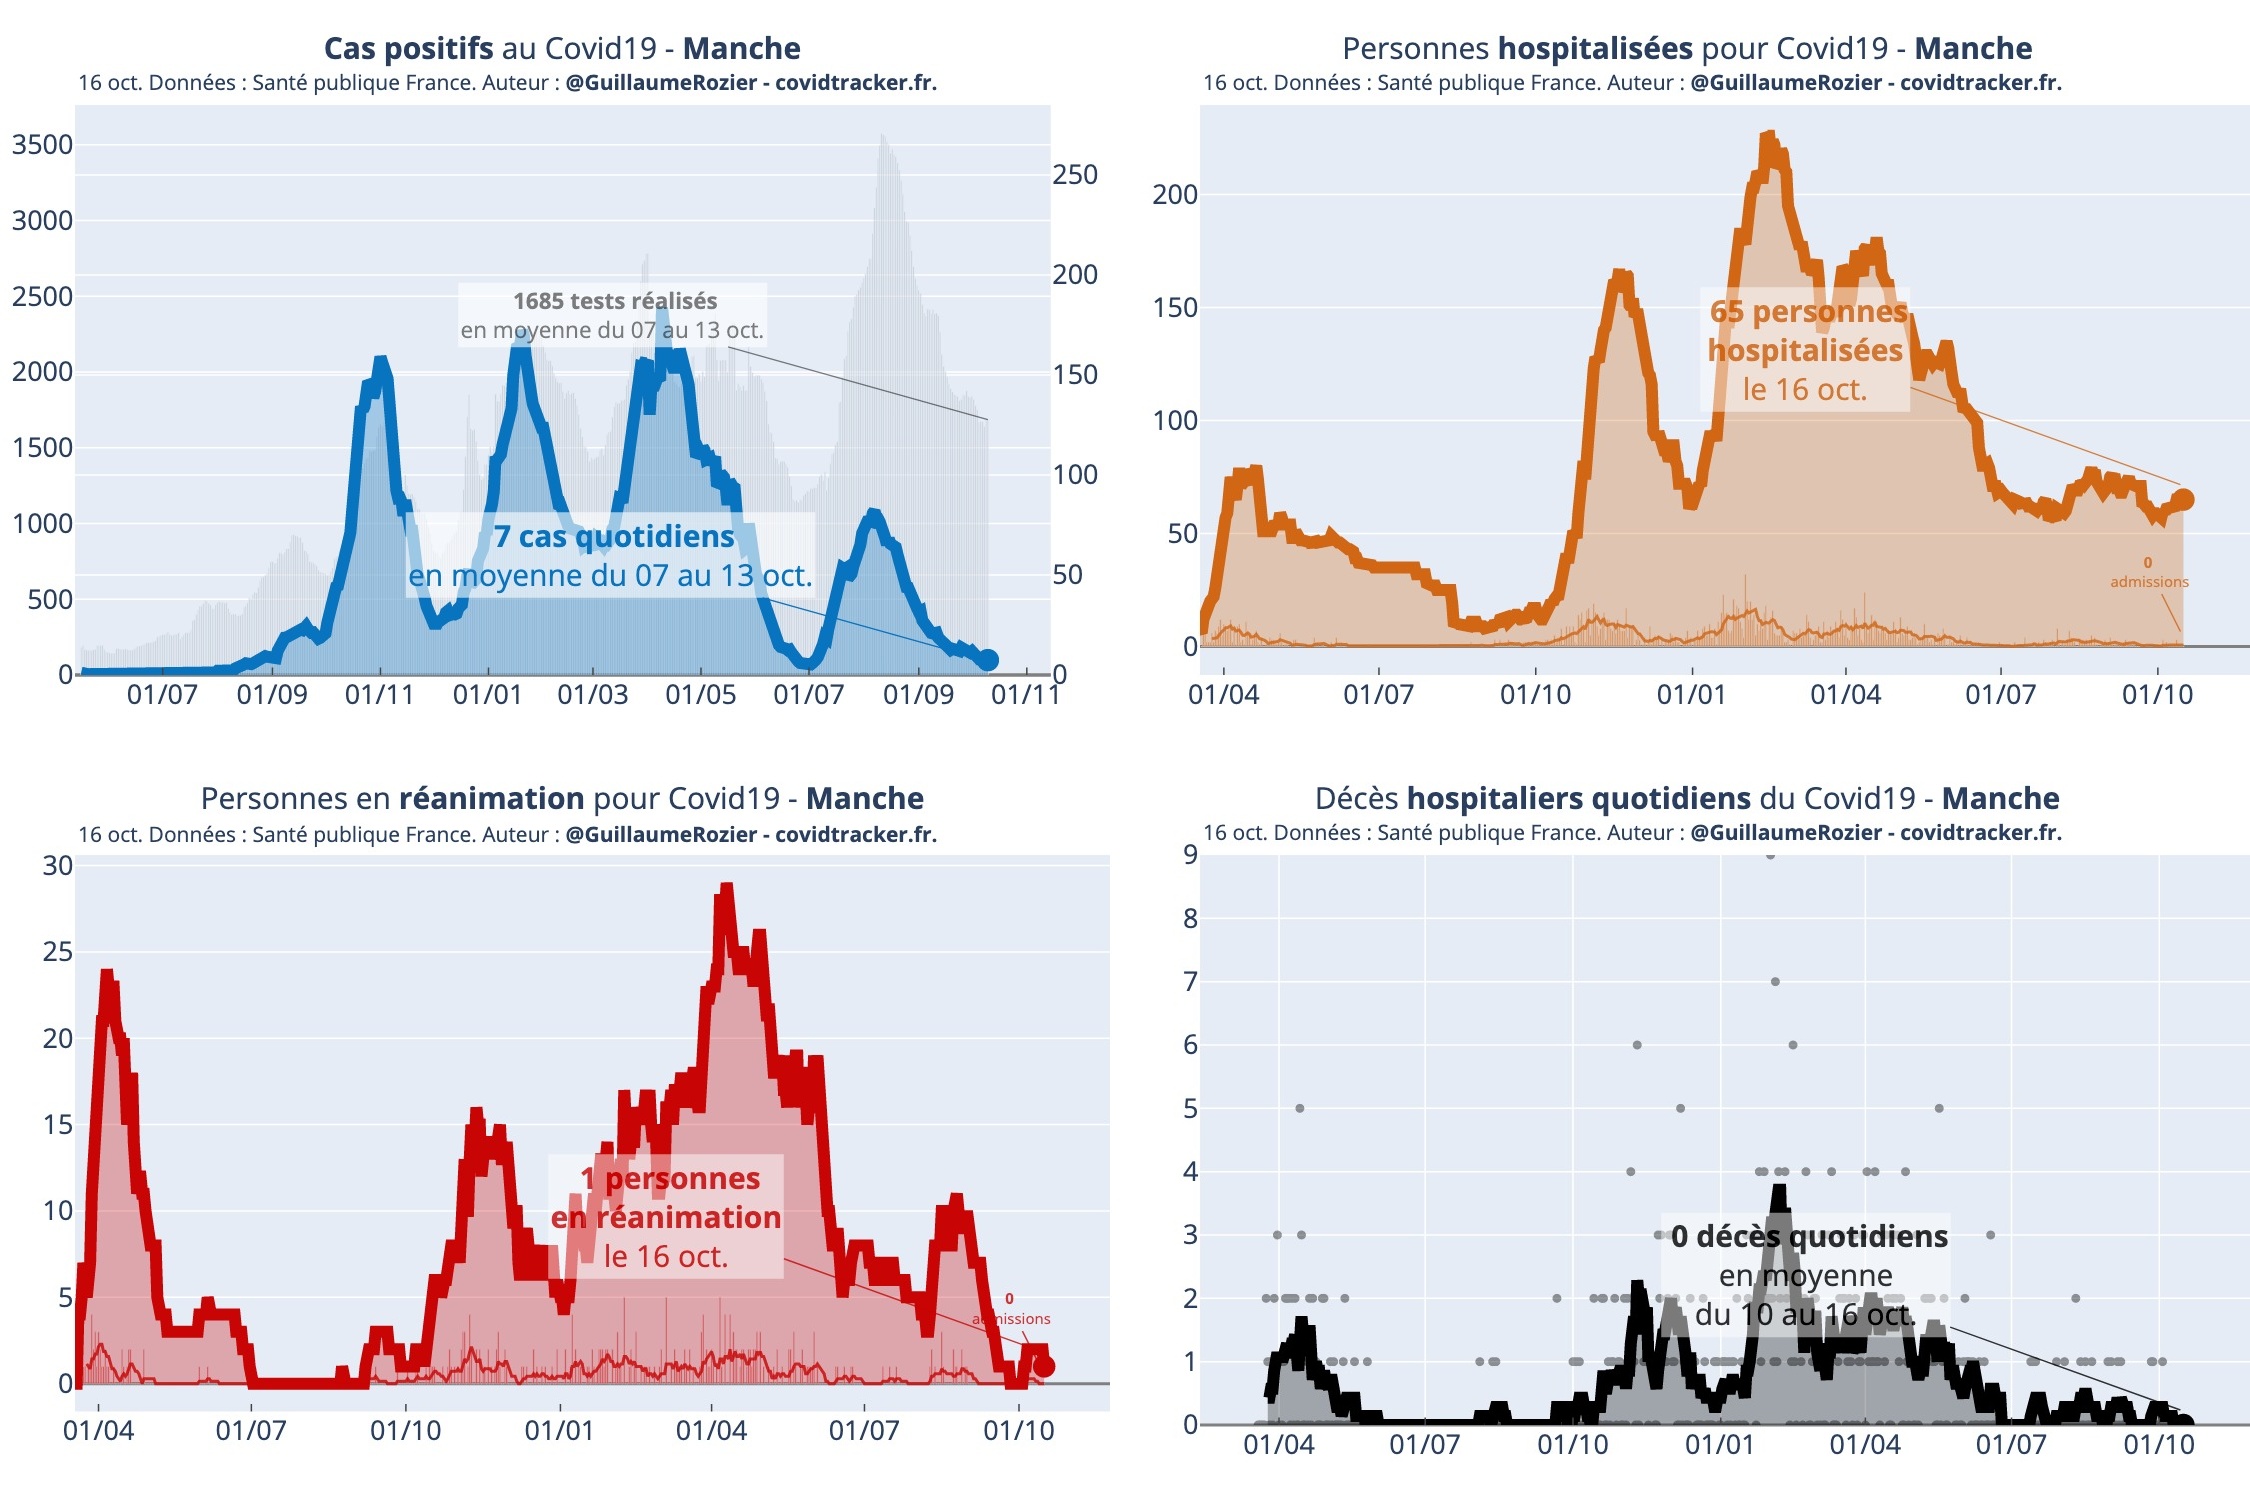 Cas positifs au Covid19 - Manche
16 oct. Données : Santé publique France. Auteur : @GuillaumeRozier - covidtracker.fr.
3500
3000
2500
2000
1500
1000
500
0
250
200
150
100
50
0
1685 tests réalisés
en moyenne du 07 au 13 oct.
7 cas quotidiens
en moyenne du 07 au 13 oct.
01/07 01/09 01/11 01/01 01/03 01/05 01/07 01/09 01/11
Personnes hospitalisées pour Covid19 - Manche
16 oct. Données : Santé publique France. Auteur : @GuillaumeRozier - covidtracker.fr.
200
150
100
50
0
65 personnes
hospitalisées
le 16 oct.
0
admissions
01/04 01/07 01/10 01/01 01/04 01/07 01/10
Personnes en réanimation pour Covid19 - Manche
16 oct. Données : Santé publique France. Auteur : @GuillaumeRozier - covidtracker.fr.
30
25
20
15
10
5
0
1 personnes
en réanimation
le 16 oct.
0
admissions
01/04 01/07 01/10 01/01 01/04 01/07 01/10
Décès hospitaliers quotidiens du Covid19 - Manche
16 oct. Données : Santé publique France. Auteur : @GuillaumeRozier - covidtracker.fr.
9
8
7
6
5
4
3
2
1
0
0 décès quotidiens
en moyenne
du 10 au 16 oct.
01/04 01/07 01/10 01/01 01/04 01/07 01/10